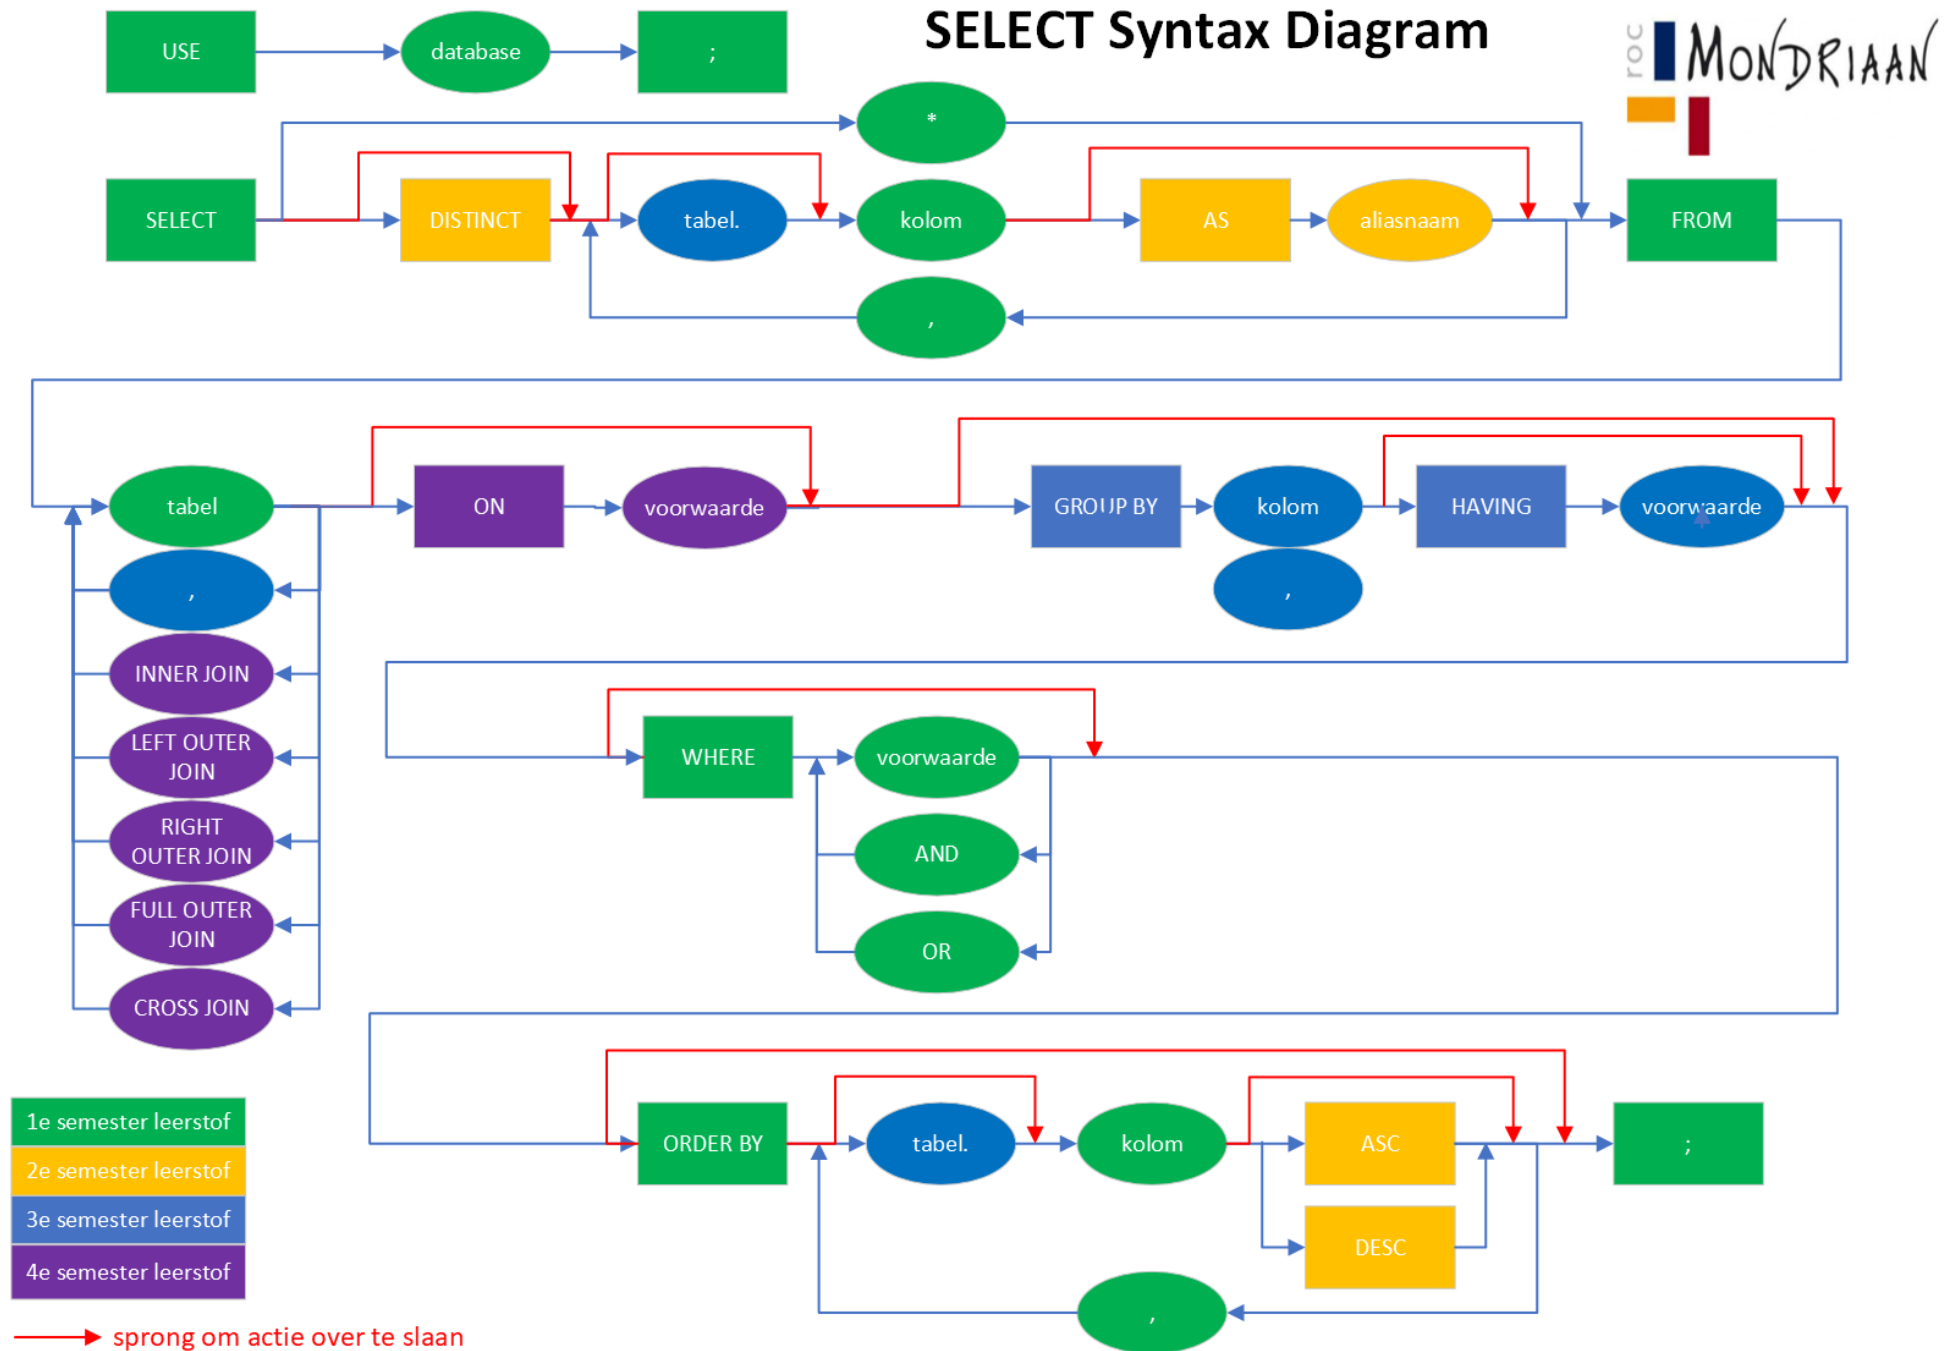 SELECT Syntax Diagram
roc MONDRIAAN
USE
database
;
*
SELECT
DISTINCT
tabel.
kolom
AS
aliasnaam
FROM
,
tabel
ON
voorwaarde
GROUP BY
kolom
HAVING
voorwaarde
,
,
INNER JOIN
LEFT OUTER
JOIN
RIGHT
OUTER JOIN
FULL OUTER
JOIN
CROSS JOIN
WHERE
voorwaarde
AND
OR
ORDER BY
tabel.
kolom
ASC
;
DESC
,
1e semester leerstof
2e semester leerstof
3e semester leerstof
4e semester leerstof
sprong om actie over te slaan